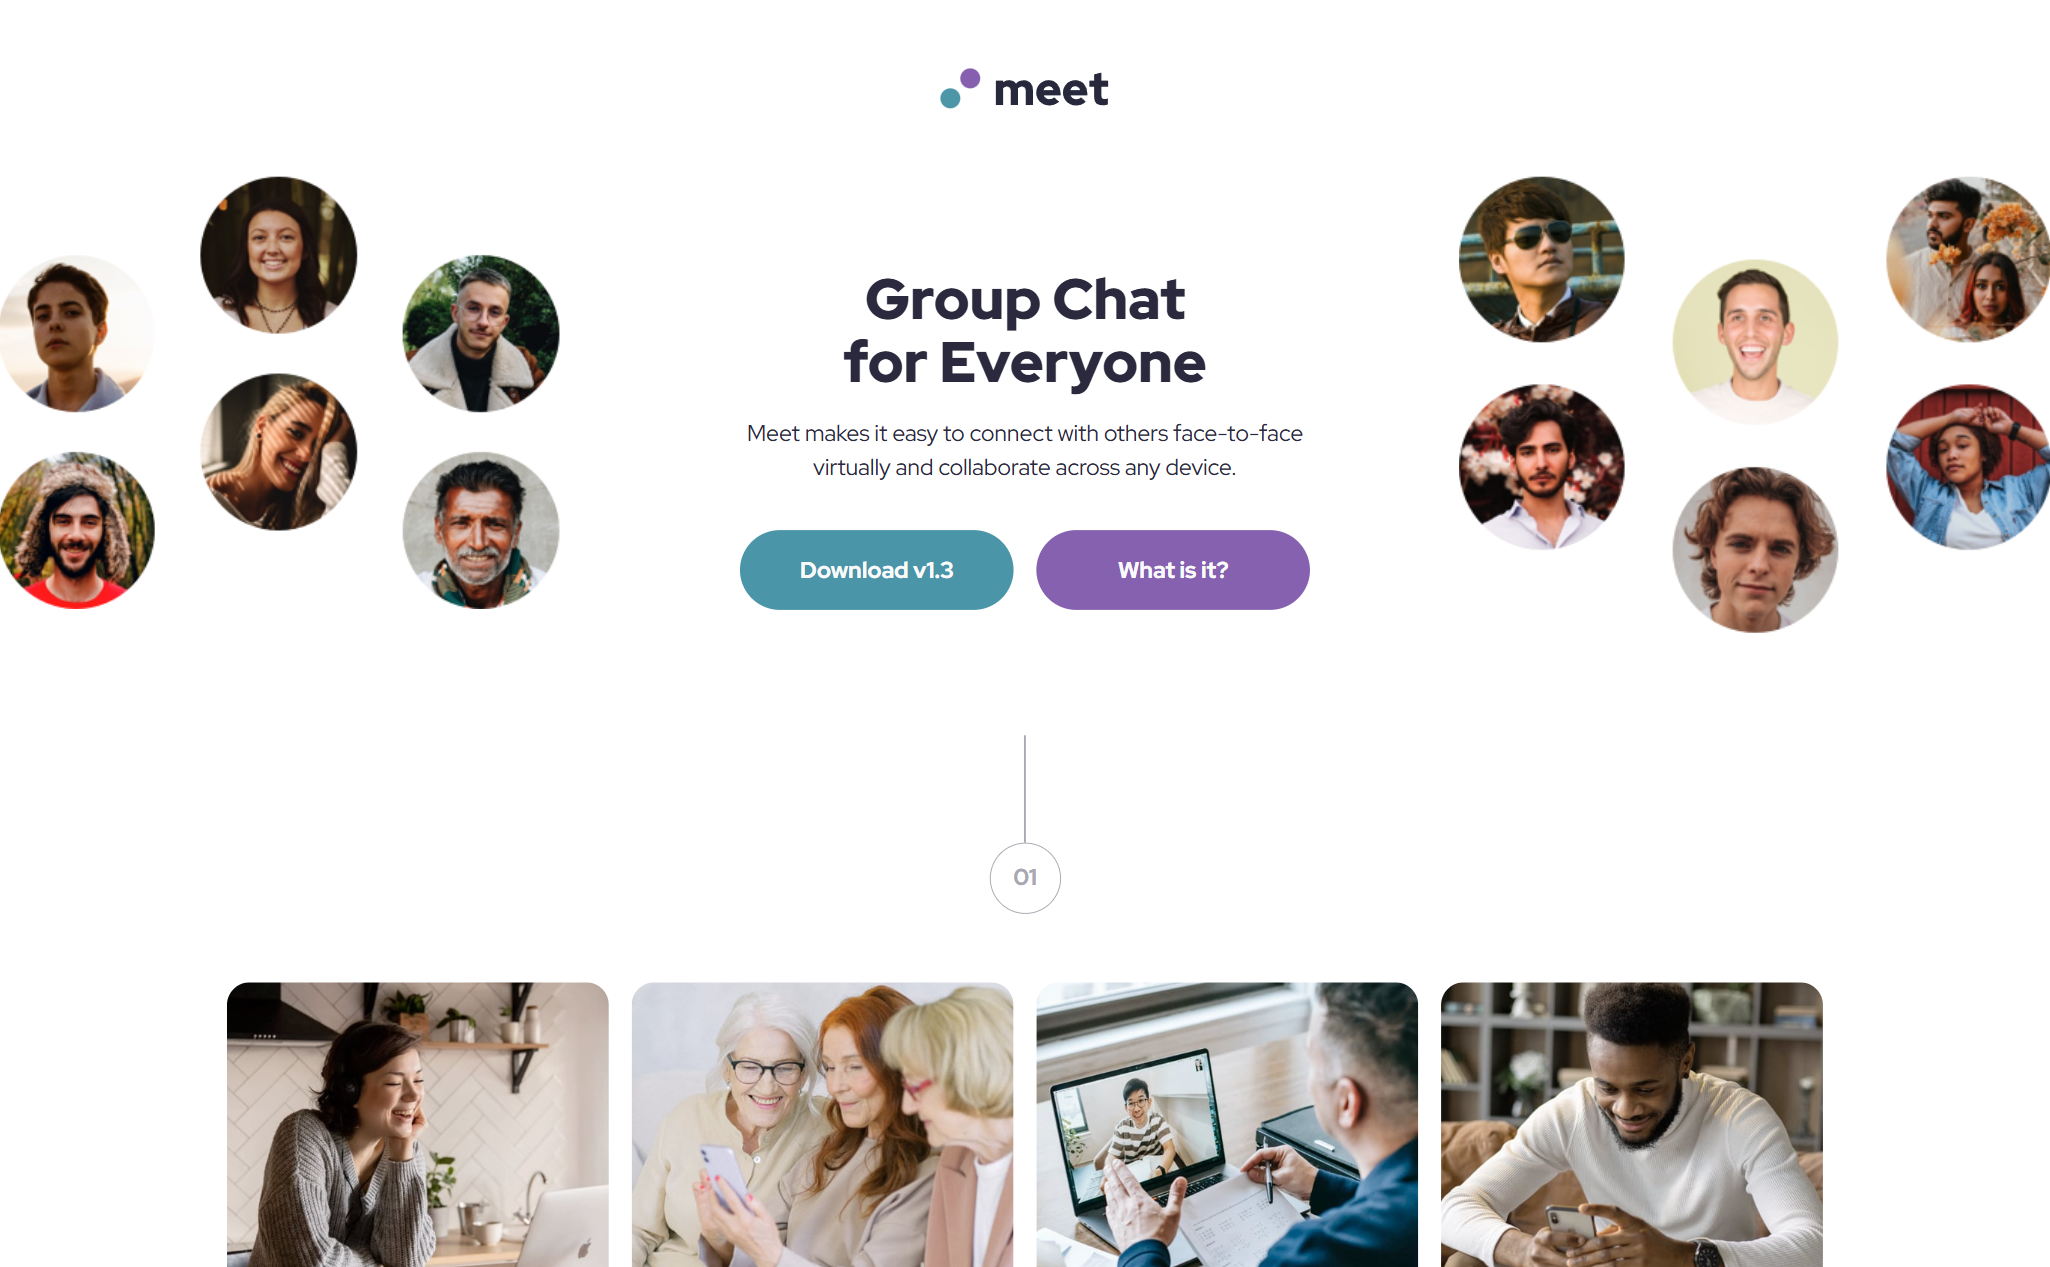 meet
Group Chat
for Everyone
Meet makes it easy to connect with others face-to-face
virtually and collaborate across any device.
Download v1.3
What is it?
01